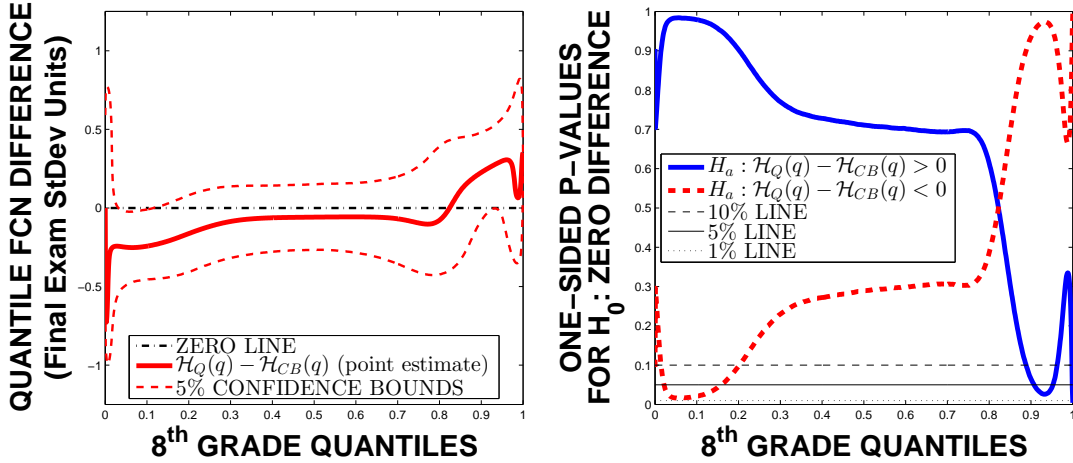 QUANTILE FCN DIFFERENCE
(Final Exam StDev Units)
1
0.5
0
−0.5
−1
ZERO LINE
H_Q(q) − H_CB(q) (point estimate)
5% CONFIDENCE BOUNDS
0 0.1 0.2 0.3 0.4 0.5 0.6 0.7 0.8 0.9 1
8th GRADE QUANTILES
ONE−SIDED P−VALUES
FOR H0: ZERO DIFFERENCE
1
0.9
0.8
0.7
0.6
0.5
0.4
0.3
0.2
0.1
0
H_a : H_Q(q) − H_CB(q) > 0
H_a : H_Q(q) − H_CB(q) < 0
10% LINE
5% LINE
1% LINE
0 0.1 0.2 0.3 0.4 0.5 0.6 0.7 0.8 0.9 1
8th GRADE QUANTILES